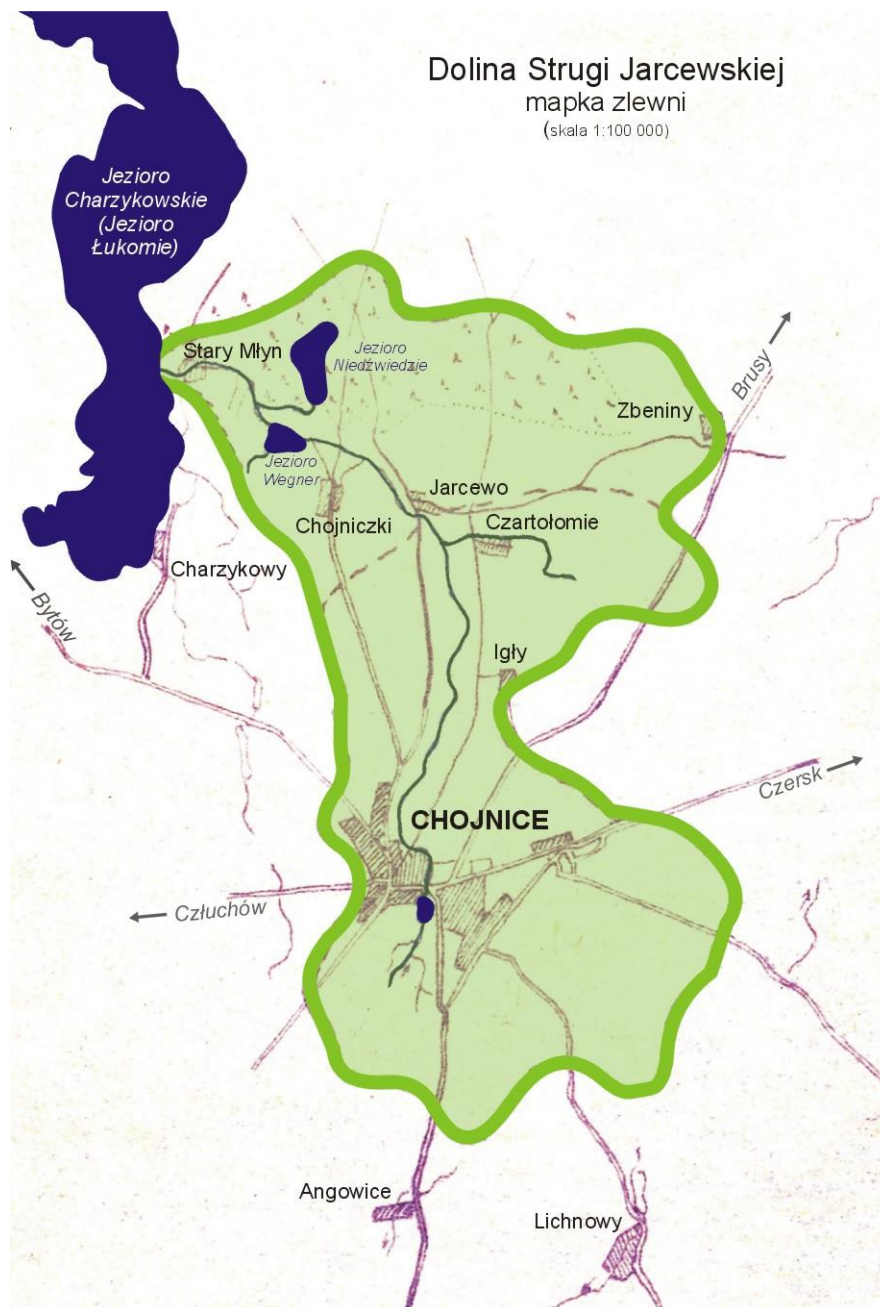 Dolina Strugi Jarcewskiej
mapka zlewni
(skala 1:100 000)
Jezioro
Charzykowskie
(Jezioro
Łukomie)
Stary Młyn
Jezioro
Niedźwiedzie
Brusy
Zbeniny
Jezioro
Wegner
Jarcewo
Chojniczki
Czartołomie
Charzykowy
Bytów
Igły
Czersk
CHOJNICE
Człuchów
Angowice
Lichnowy